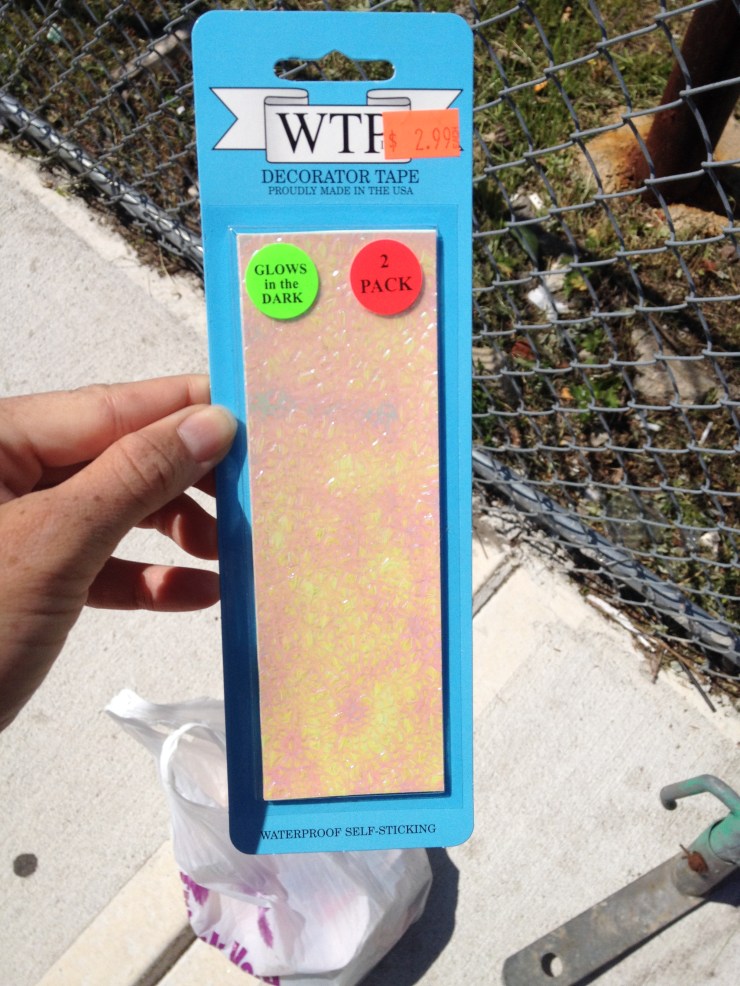 WTP
$ 2.99
DECORATOR TAPE
PROUDLY MADE IN THE USA
GLOWS
in the
DARK
2
PACK
WATERPROOF SELF-STICKING